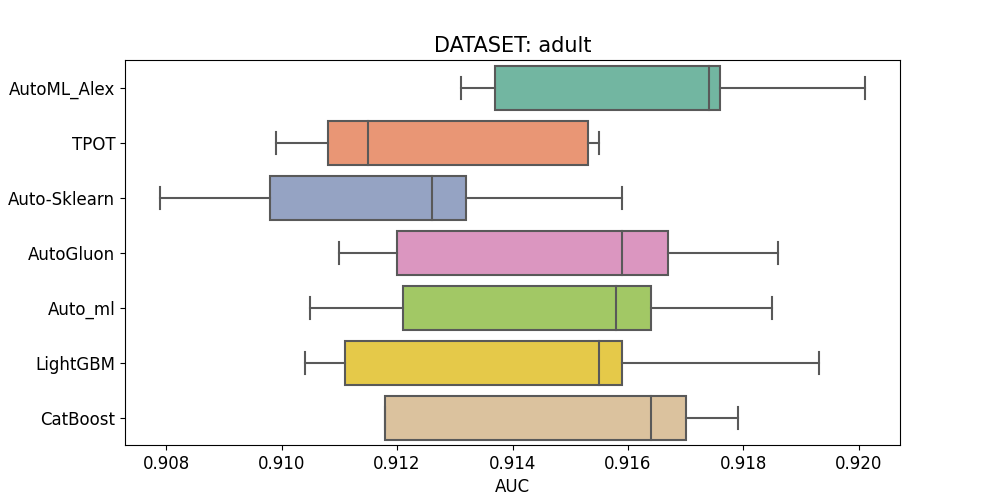 DATASET: adult
AutoML_Alex
TPOT
Auto-Sklearn
AutoGluon
Auto_ml
LightGBM
CatBoost
0.908 0.910 0.912 0.914 0.916 0.918 0.920
AUC